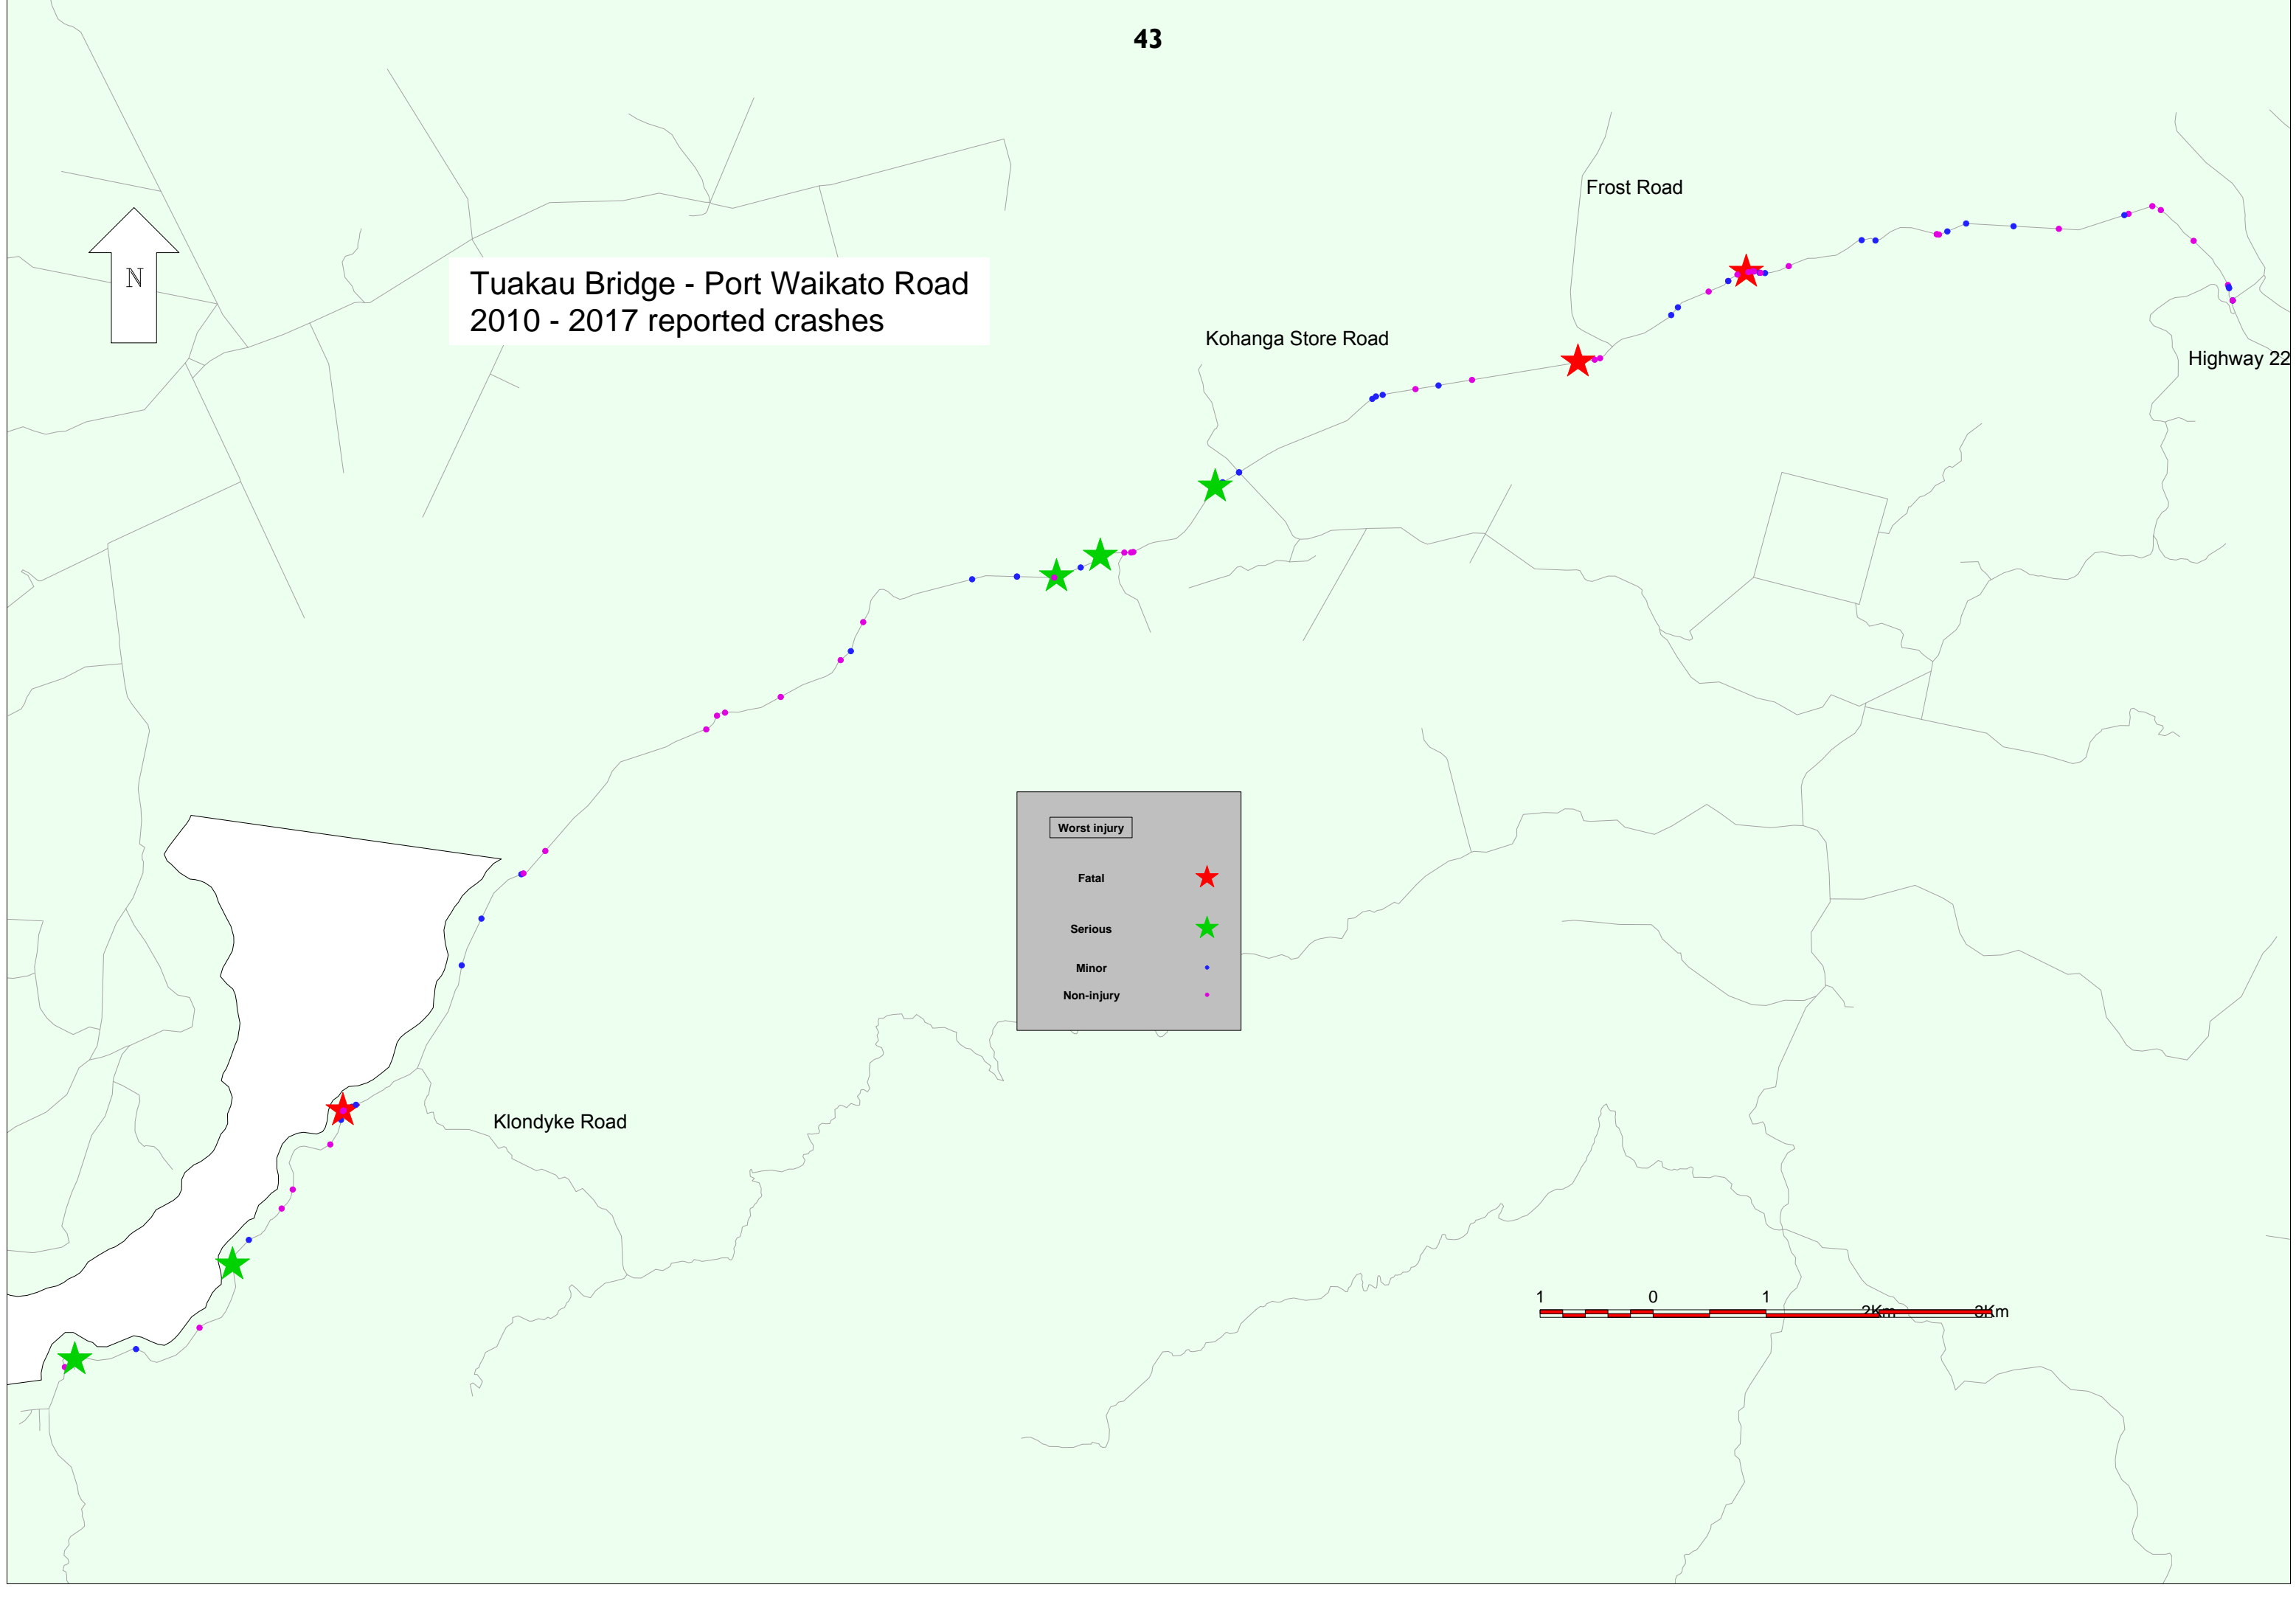 43
Frost Road
N
Tuakau Bridge - Port Waikato Road
2010 - 2017 reported crashes
Kohanga Store Road
Highway 22
Worst injury
Fatal
Serious
Minor
Non-injury
Klondyke Road
1 0 1 2Km 3Km